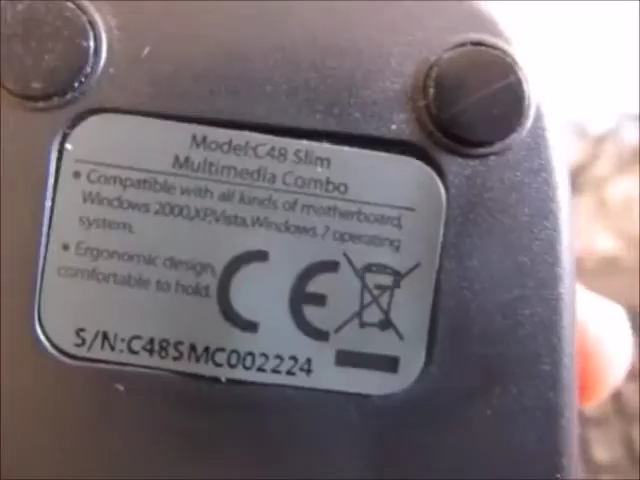 Model:C48 Slim
Multimedia Combo
• Compatible with all kinds of motherboard,
Windows 2000,XP,Vista,Windows 7 operating
system.
• Ergonomic design,
comfortable to hold.
CE
S/N:C48SMC002224